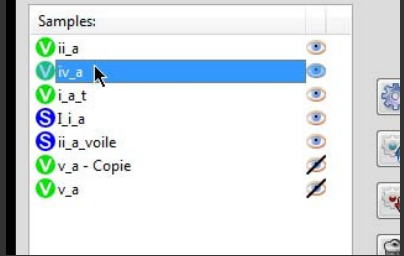 Samples:
V ii_a
V iv_a
V i_a_t
S I_i_a
S ii_a_voile
V v_a - Copie
V v_a